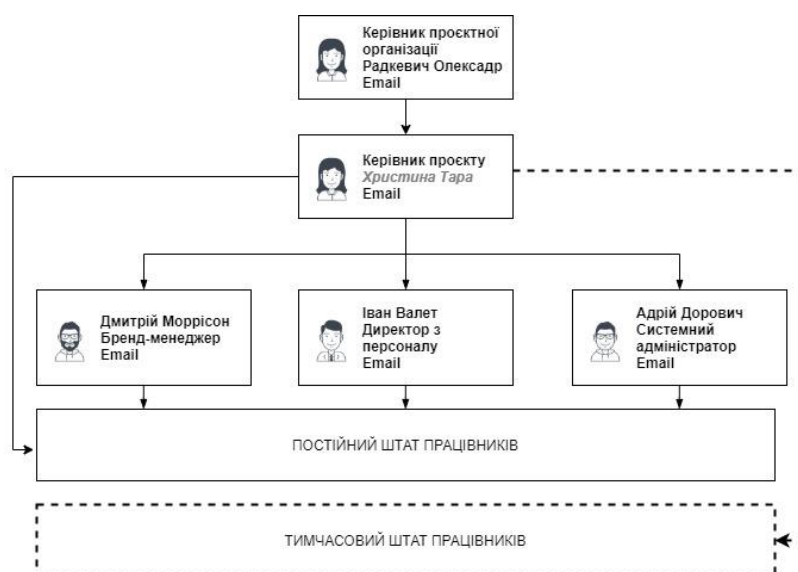 Керівник проєктної
організації
Радкевич Олексадр
Email
Керівник проєкту
Христина Тара
Email
Дмитрій Моррісон
Бренд-менеджер
Email
Іван Валет
Директор з
персоналу
Email
Адрій Дорович
Системний
адміністратор
Email
ПОСТІЙНИЙ ШТАТ ПРАЦІВНИКІВ
ТИМЧАСОВИЙ ШТАТ ПРАЦІВНИКІВ